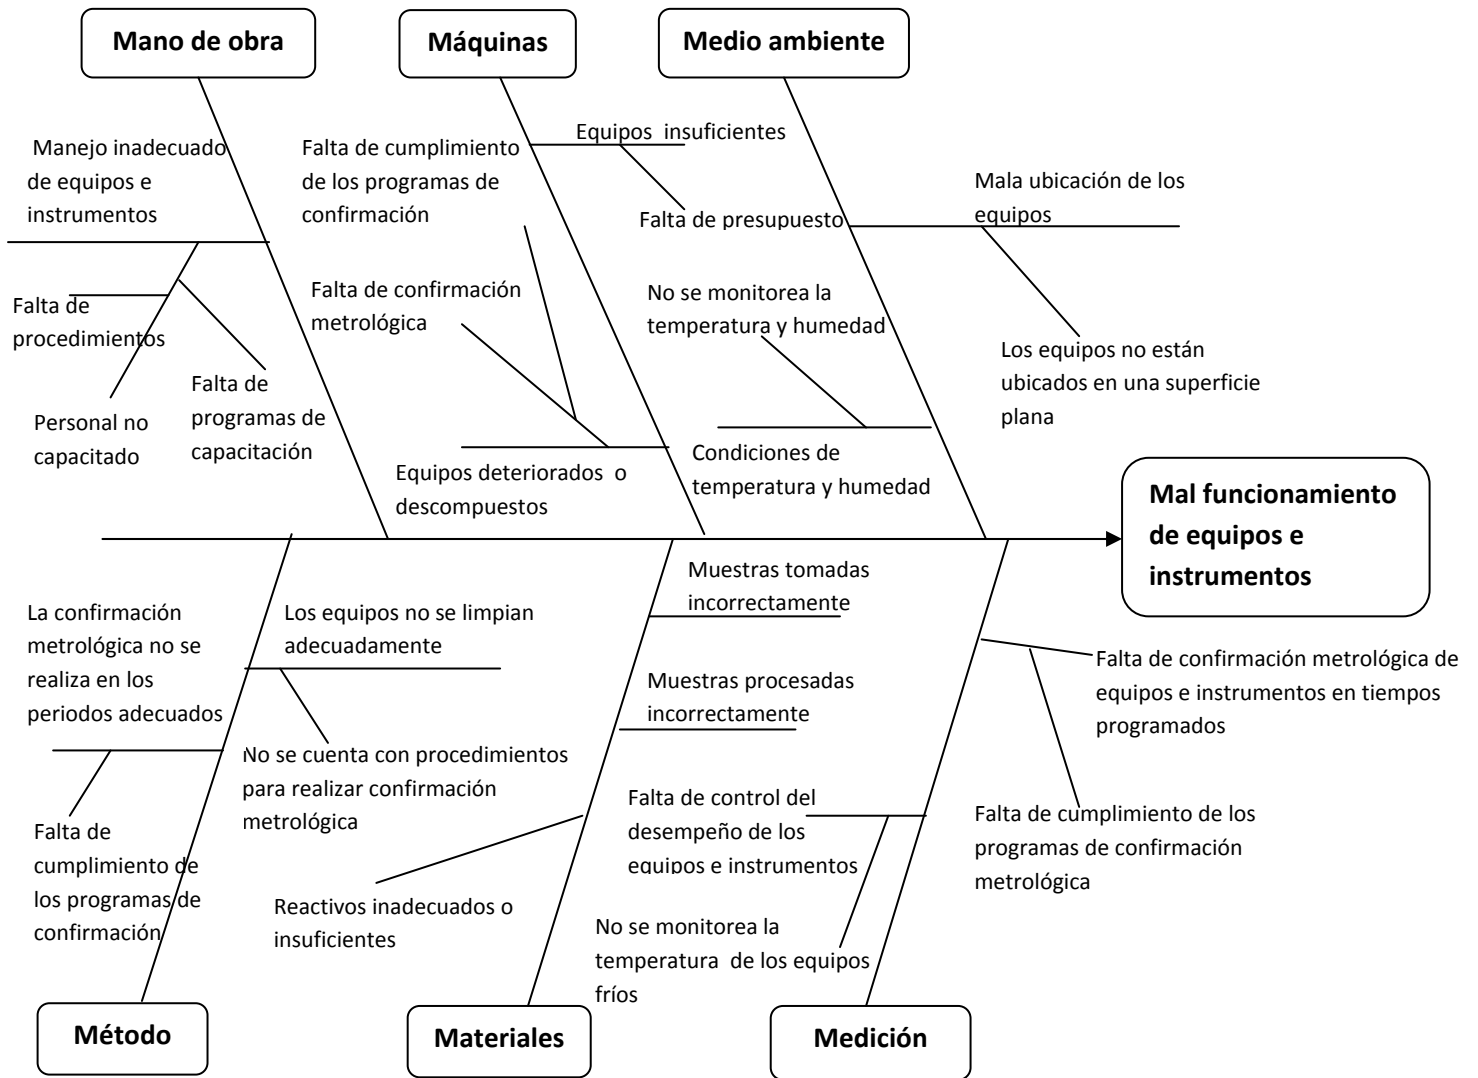 Mano de obra
Máquinas
Medio ambiente
Manejo inadecuado
de equipos e
instrumentos
Falta de
procedimientos
Personal no
capacitado
Falta de
programas de
capacitación
Falta de cumplimiento
de los programas de
confirmación
Falta de confirmación
metrológica
Equipos deteriorados o
descompuestos
Equipos insuficientes
Falta de presupuesto
No se monitorea la
temperatura y humedad
Condiciones de
temperatura y humedad
Mala ubicación de los
equipos
Los equipos no están
ubicados en una superficie
plana
Mal funcionamiento
de equipos e
instrumentos
La confirmación
metrológica no se
realiza en los
periodos adecuados
Falta de
cumplimiento de
los programas de
confirmación
Los equipos no se limpian
adecuadamente
No se cuenta con procedimientos
para realizar confirmación
metrológica
Reactivos inadecuados o
insuficientes
Muestras tomadas
incorrectamente
Muestras procesadas
incorrectamente
Falta de control del
desempeño de los
equipos e instrumentos
No se monitorea la
temperatura de los equipos
fríos
Falta de confirmación metrológica de
equipos e instrumentos en tiempos
programados
Falta de cumplimiento de los
programas de confirmación
metrológica
Método
Materiales
Medición